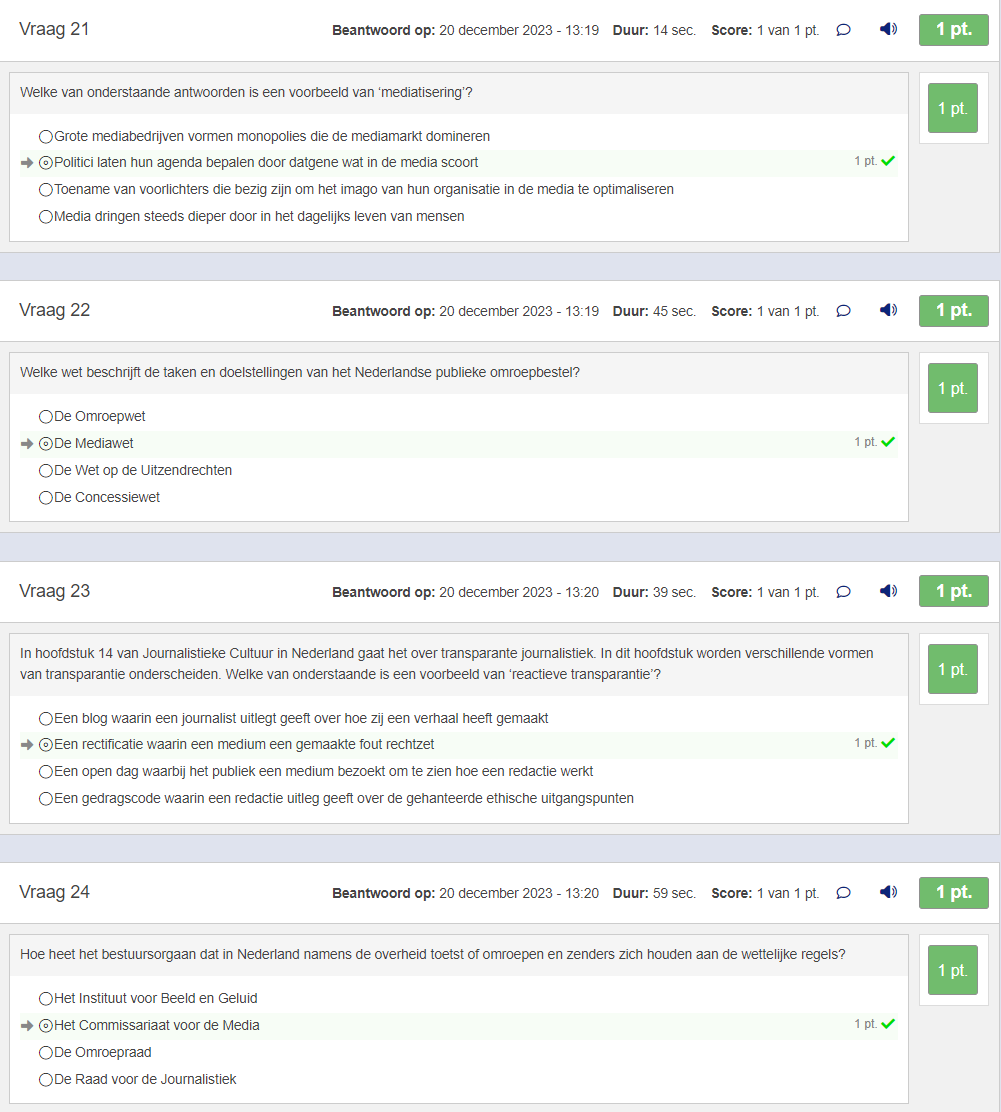 Vraag 21
Beantwoord op: 20 december 2023 - 13:19 Duur: 14 sec. Score: 1 van 1 pt. 1 pt.
Welke van onderstaande antwoorden is een voorbeeld van ‘mediatisering’?
1 pt.
Grote mediabedrijven vormen monopolies die de mediamarkt domineren
Politici laten hun agenda bepalen door datgene wat in de media scoort 1 pt.
Toename van voorlichters die bezig zijn om het imago van hun organisatie in de media te optimaliseren
Media dringen steeds dieper door in het dagelijks leven van mensen
Vraag 22
Beantwoord op: 20 december 2023 - 13:19 Duur: 45 sec. Score: 1 van 1 pt. 1 pt.
Welke wet beschrijft de taken en doelstellingen van het Nederlandse publieke omroepbestel?
1 pt.
De Omroepwet
De Mediawet 1 pt.
De Wet op de Uitzendrechten
De Concessiewet
Vraag 23
Beantwoord op: 20 december 2023 - 13:20 Duur: 39 sec. Score: 1 van 1 pt. 1 pt.
In hoofdstuk 14 van Journalistieke Cultuur in Nederland gaat het over transparante journalistiek. In dit hoofdstuk worden verschillende vormen
van transparantie onderscheiden. Welke van onderstaande is een voorbeeld van ‘reactieve transparantie’?
1 pt.
Een blog waarin een journalist uitlegt geeft over hoe zij een verhaal heeft gemaakt
Een rectificatie waarin een medium een gemaakte fout rechtzet 1 pt.
Een open dag waarbij het publiek een medium bezoekt om te zien hoe een redactie werkt
Een gedragscode waarin een redactie uitleg geeft over de gehanteerde ethische uitgangspunten
Vraag 24
Beantwoord op: 20 december 2023 - 13:20 Duur: 59 sec. Score: 1 van 1 pt. 1 pt.
Hoe heet het bestuursorgaan dat in Nederland namens de overheid toetst of omroepen en zenders zich houden aan de wettelijke regels?
1 pt.
Het Instituut voor Beeld en Geluid
Het Commissariaat voor de Media 1 pt.
De Omroepraad
De Raad voor de Journalistiek